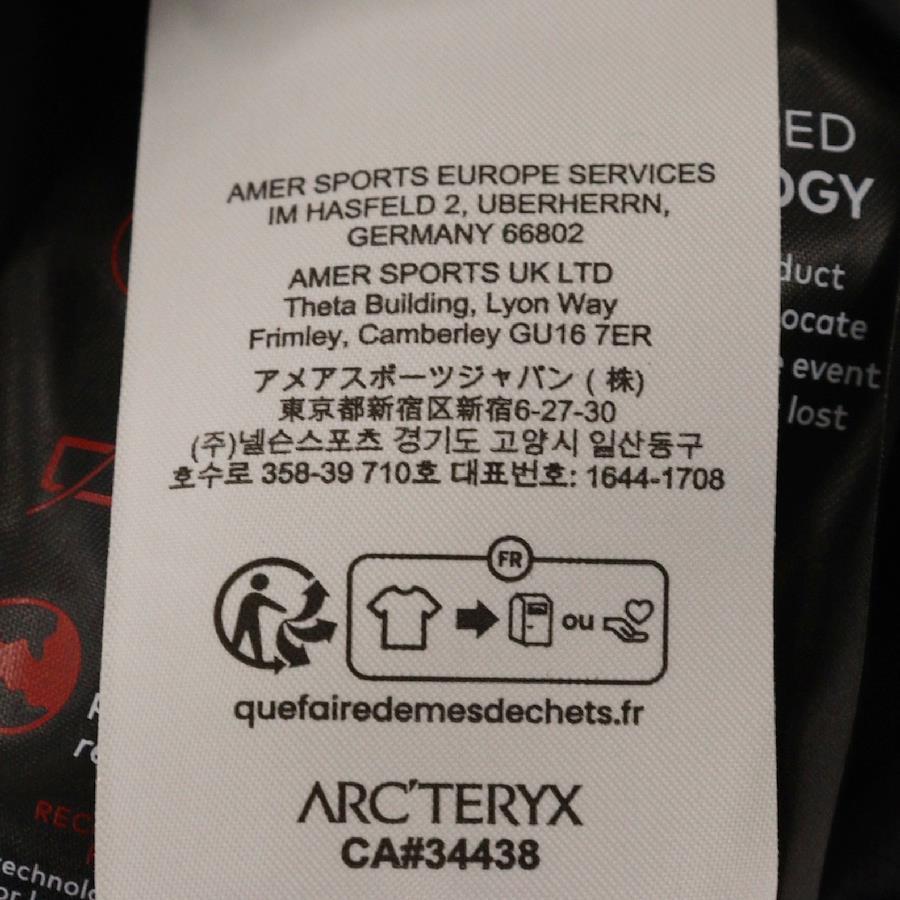 AMER SPORTS EUROPE SERVICES
IM HASFELD 2, UBERHERRN,
GERMANY 66802
AMER SPORTS UK LTD
Theta Building, Lyon Way
Frimley, Camberley GU16 7ER
アメアスポーツジャパン (株)
東京都新宿区新宿6-27-30
(주)넬슨스포츠 경기도 고양시 일산동구
호수로 358-39 710호 대표번호: 1644-1708
FR
ou
quefairedemesdechets.fr
ARC'TERYX
CA#34438
ED
OGY
duct
ocate
event
lost
REC
echnolo